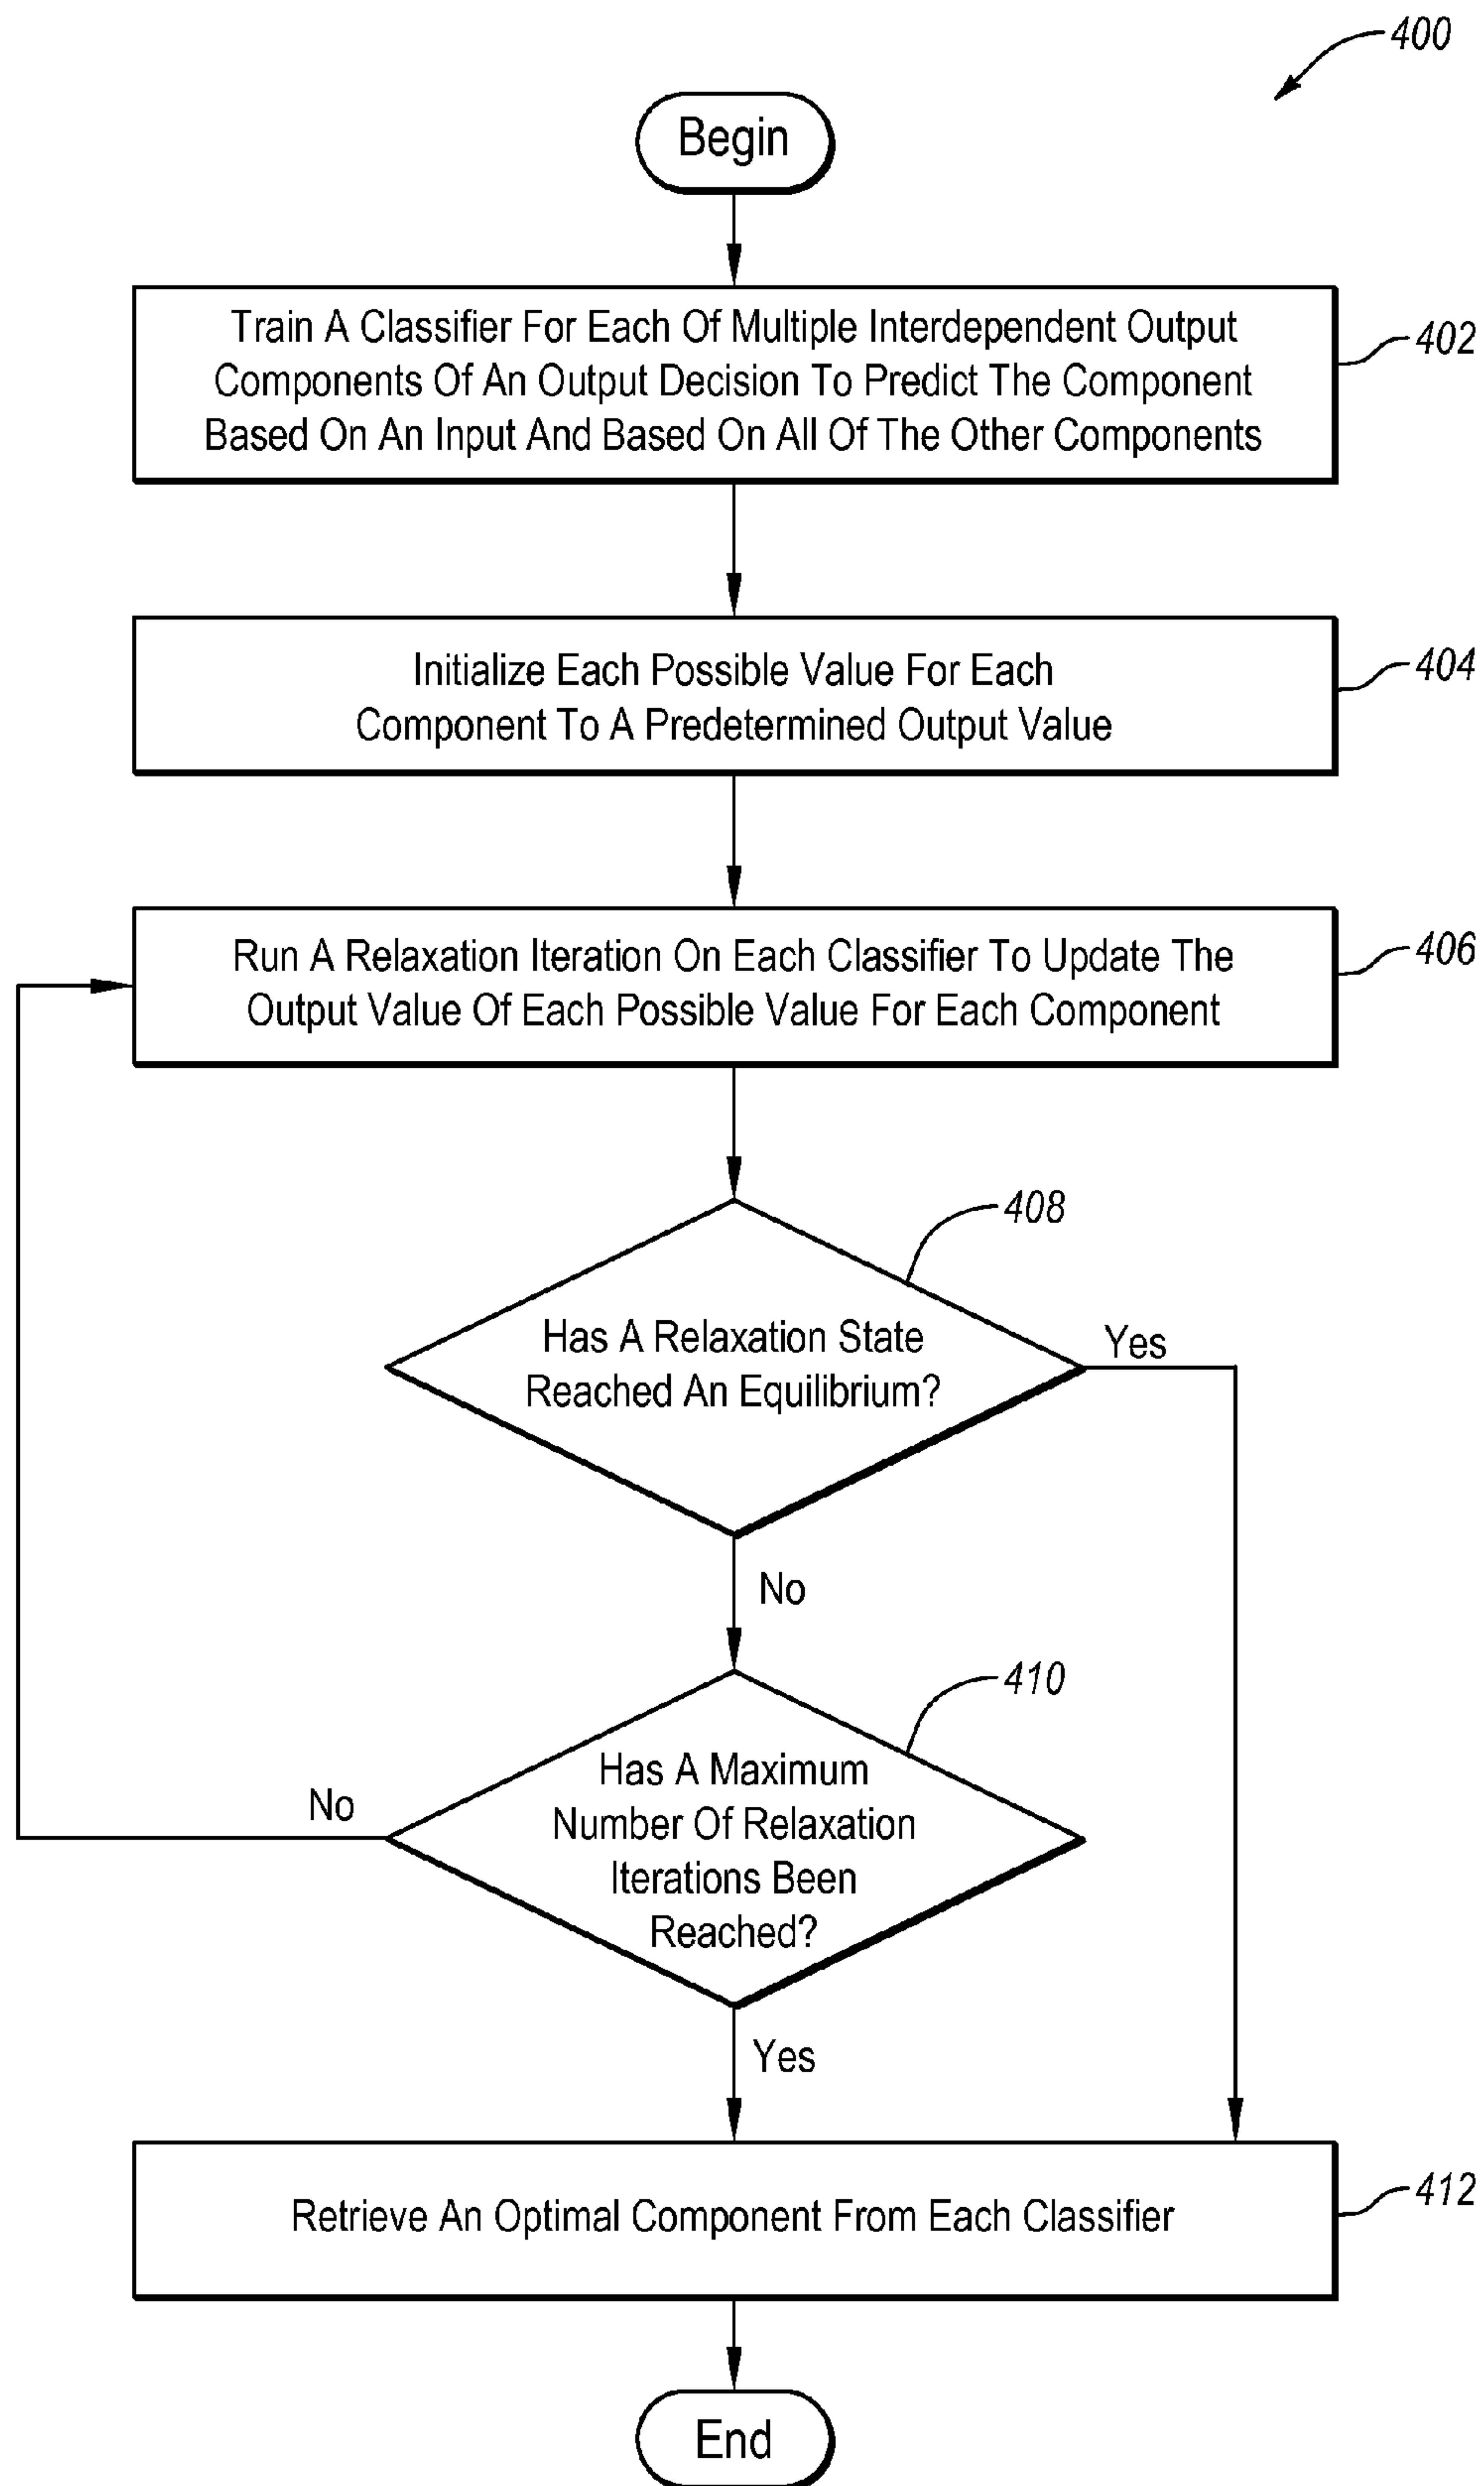 400
Begin
Train A Classifier For Each Of Multiple Interdependent Output
Components Of An Output Decision To Predict The Component
Based On An Input And Based On All Of The Other Components
402
Initialize Each Possible Value For Each
Component To A Predetermined Output Value
404
Run A Relaxation Iteration On Each Classifier To Update The
Output Value Of Each Possible Value For Each Component
406
408
Has A Relaxation State
Reached An Equilibrium?
Yes
No
410
Has A Maximum
Number Of Relaxation
Iterations Been
Reached?
No
Yes
Retrieve An Optimal Component From Each Classifier
412
End